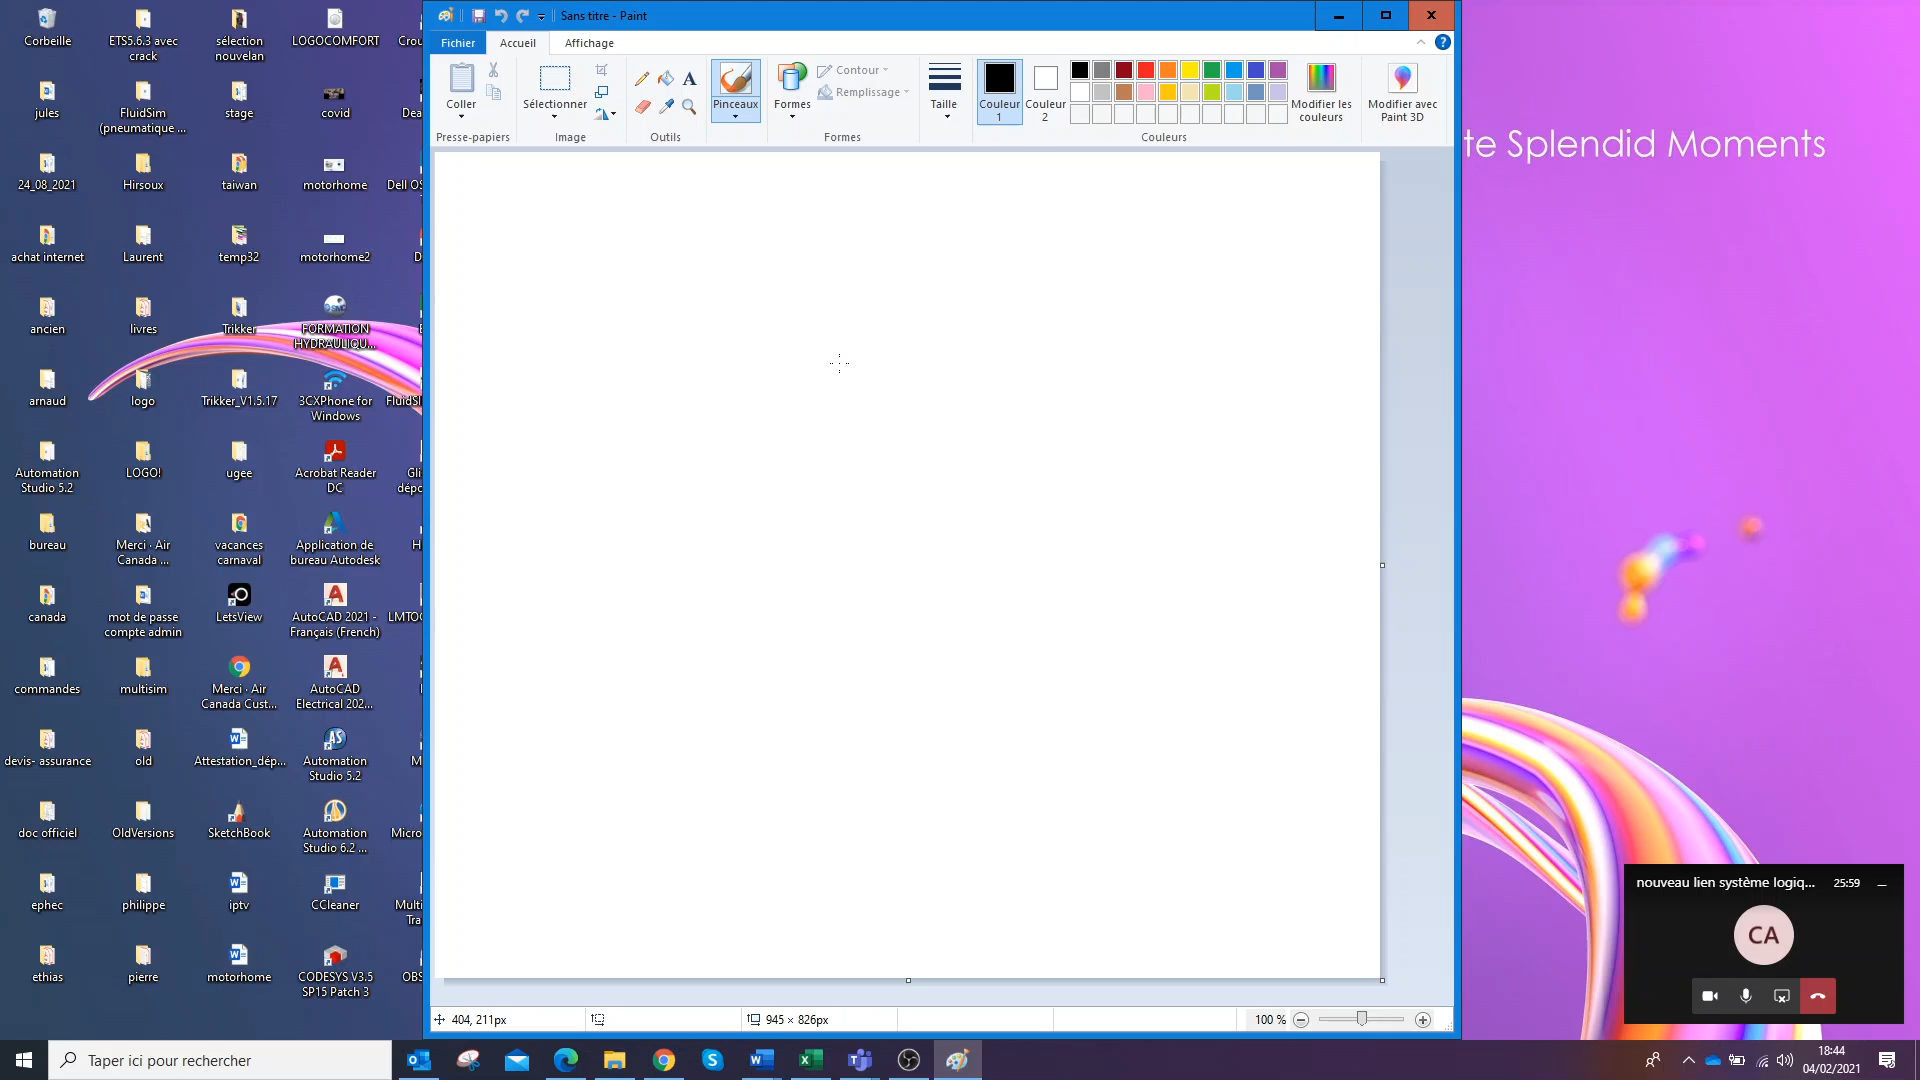 Corbeille
ETS5.6.3 avec
crack
sélection
nouvelan
LOGOCOMFORT
jules
FluidSim
(pneumatique ...
stage
covid
24_08_2021
Hirsoux
taiwan
motorhome
Dell OS
achat internet
Laurent
temp32
motorhome2
ancien
livres
Trikker
FORMATION
HYDRAULIQU...
arnaud
logo
Trikker_V1.5.17
3CXPhone for
Windows
Automation
Studio 5.2
LOGO!
ugee
Acrobat Reader
DC
bureau
Merci · Air
Canada ...
vacances
carnaval
Application de
bureau Autodesk
canada
mot de passe
compte admin
LetsView
AutoCAD 2021 -
Français (French)
commandes
multisim
Merci · Air
Canada Cust...
AutoCAD
Electrical 202...
devis- assurance
old
Attestation_dép...
Automation
Studio 5.2
doc officiel
OldVersions
SketchBook
Automation
Studio 6.2 ...
ephec
philippe
iptv
CCleaner
ethias
pierre
motorhome
CODESYS V3.5
SP15 Patch 3
Sans titre - Paint
Fichier
Accueil
Affichage
Coller
Presse-papiers
Sélectionner
Image
A
Outils
Pinceaux
Formes
Contour
Remplissage
Formes
Taille
Couleur
1
Couleur
2
Modifier les
couleurs
Couleurs
Modifier avec
Paint 3D
te Splendid Moments
404, 211px
945 × 826px
100 %
nouveau lien système logiq...
25:59
CA
Taper ici pour rechercher
18:44
04/02/2021